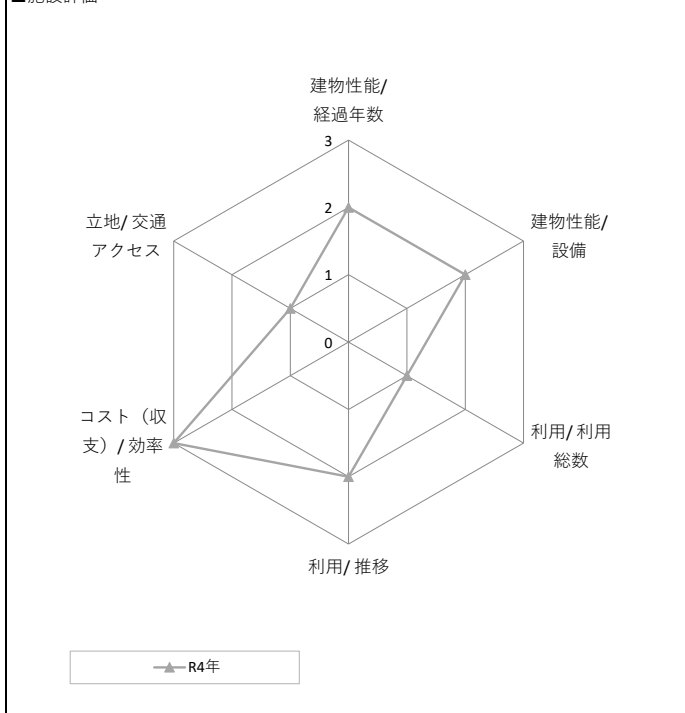 建物性能/
経過年数
3
立地/ 交通
アクセス
2
建物性能/
設備
1
0
コスト（収
支）/ 効率
性
利用/ 利用
総数
利用/ 推移
R4年